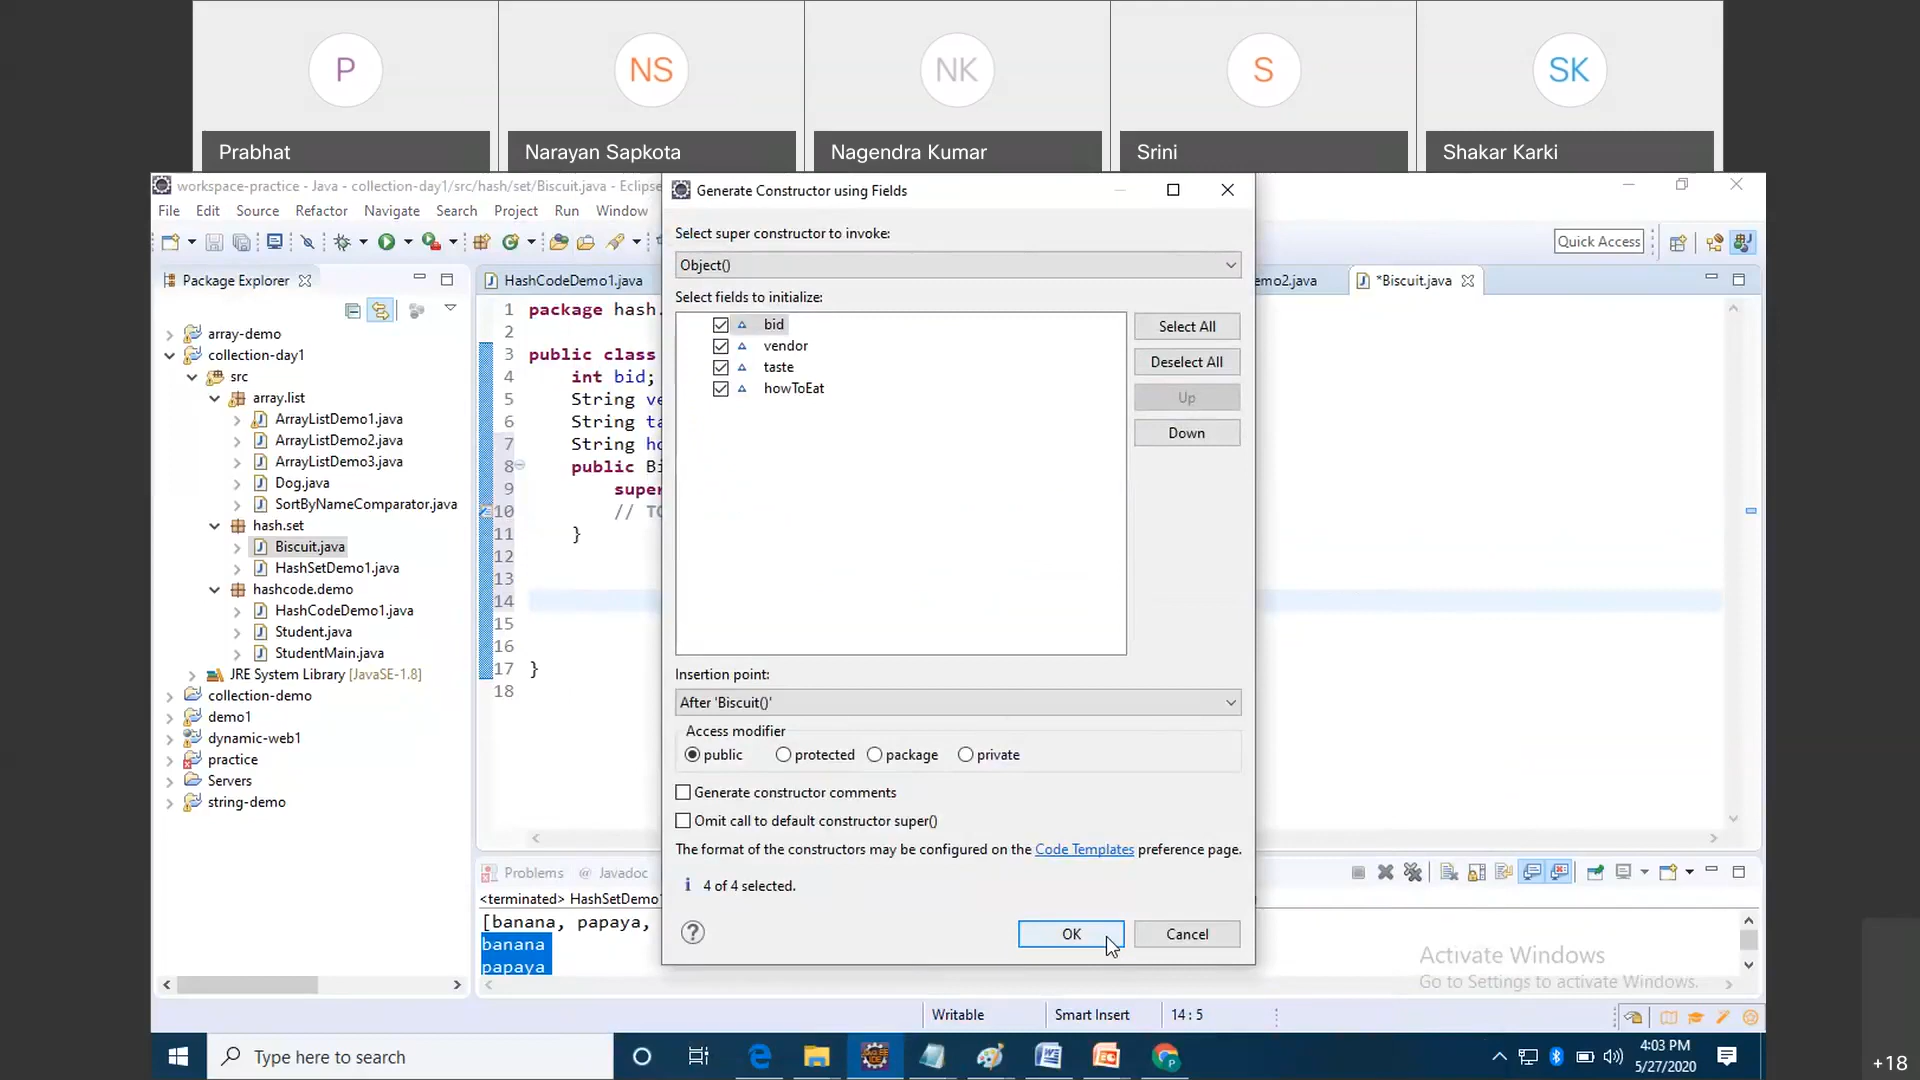 P
NS
NK
S
SK
Prabhat
Narayan Sapkota
Nagendra Kumar
Srini
Shakar Karki
workspace-practice - Java - collection-day1/src/hash/set/Biscuit.java - Eclipse
File Edit Source Refactor Navigate Search Project Run Window
Quick Access
Package Explorer
array-demo
collection-day1
src
array.list
ArrayListDemo1.java
ArrayListDemo2.java
ArrayListDemo3.java
Dog.java
SortByNameComparator.java
hash.set
Biscuit.java
HashSetDemo1.java
hashcode.demo
HashCodeDemo1.java
Student.java
StudentMain.java
JRE System Library [JavaSE-1.8]
collection-demo
demo1
dynamic-web1
practice
Servers
string-demo
HashCodeDemo1.java
emo2.java
*Biscuit.java
1 package hash.
2
3 public class
4 int bid;
5 String ve
6 String ta
7 String ho
8 public Bi
9 super
10 // TO
11 }
12
13
14
15
16
17 }
18
Generate Constructor using Fields
Select super constructor to invoke:
Object()
Select fields to initialize:
bid
vendor
taste
howToEat
Select All
Deselect All
Up
Down
Insertion point:
After 'Biscuit()'
Access modifier
public protected package private
Generate constructor comments
Omit call to default constructor super()
The format of the constructors may be configured on the Code Templates preference page.
4 of 4 selected.
OK
Cancel
Problems @ Javadoc
<terminated> HashSetDemo1
[banana, papaya,
banana
papaya
Activate Windows
Go to Settings to activate Windows.
Writable Smart Insert 14 : 5
Type here to search
4:03 PM
5/27/2020
+18